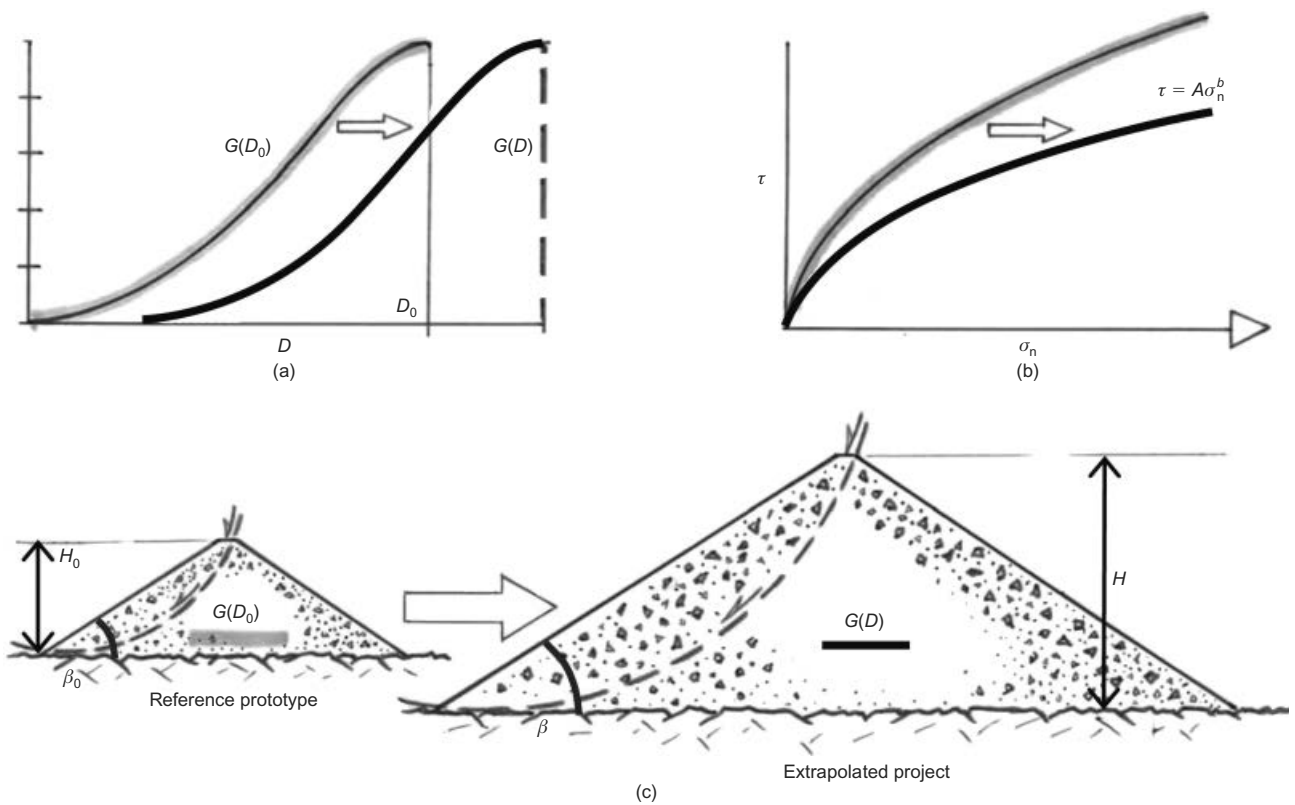 G(D₀)
G(D)
D₀
D
(a)
τ = Aσₙᵇ
τ
σₙ
(b)
H₀
G(D₀)
β₀
Reference prototype
H
G(D)
β
Extrapolated project
(c)